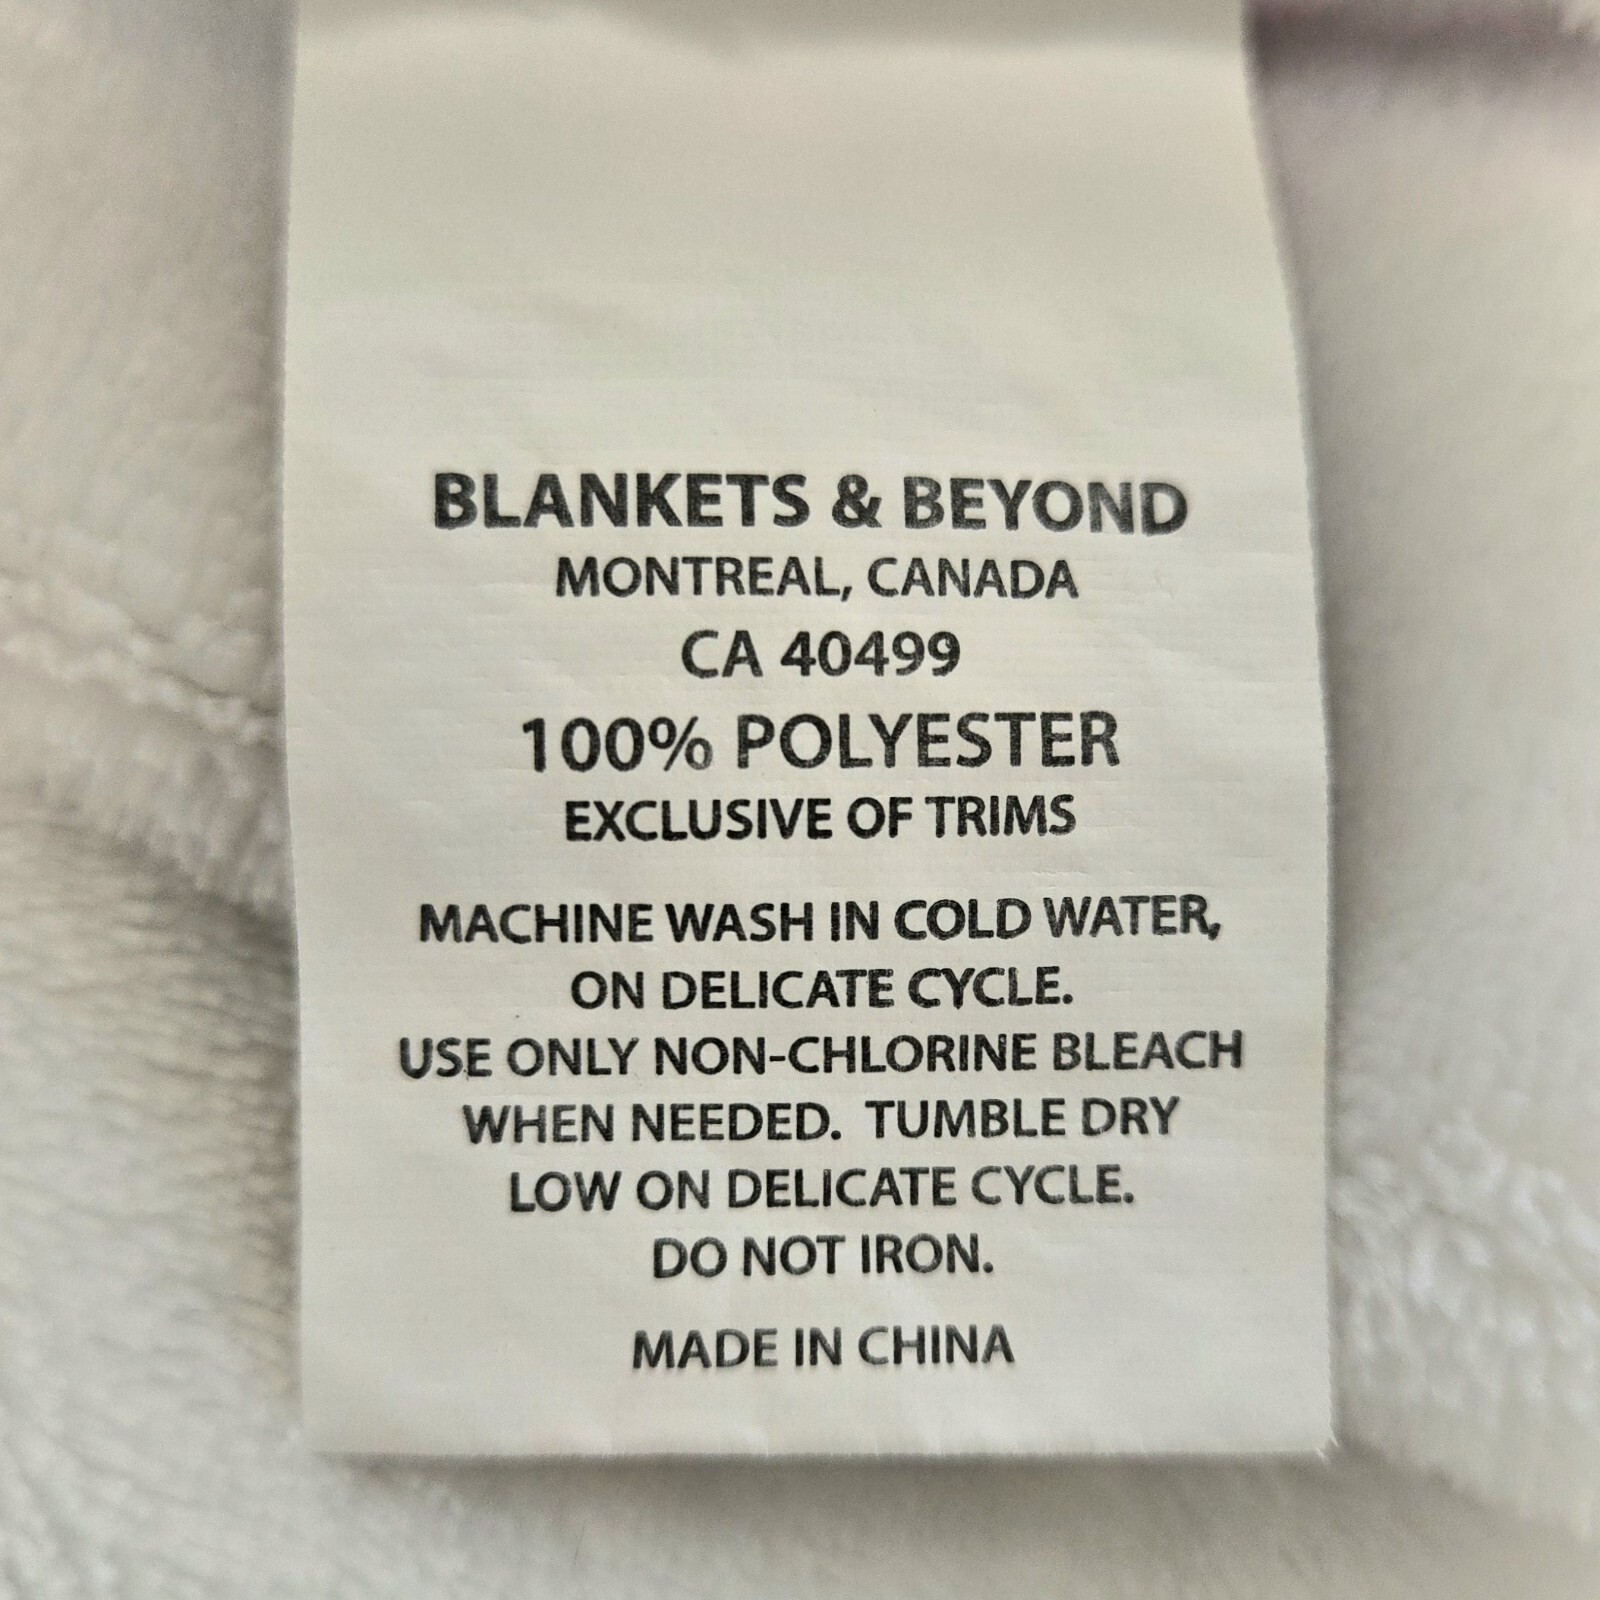 BLANKETS & BEYOND
MONTREAL, CANADA
CA 40499
100% POLYESTER
EXCLUSIVE OF TRIMS
MACHINE WASH IN COLD WATER,
ON DELICATE CYCLE.
USE ONLY NON-CHLORINE BLEACH
WHEN NEEDED. TUMBLE DRY
LOW ON DELICATE CYCLE.
DO NOT IRON.
MADE IN CHINA